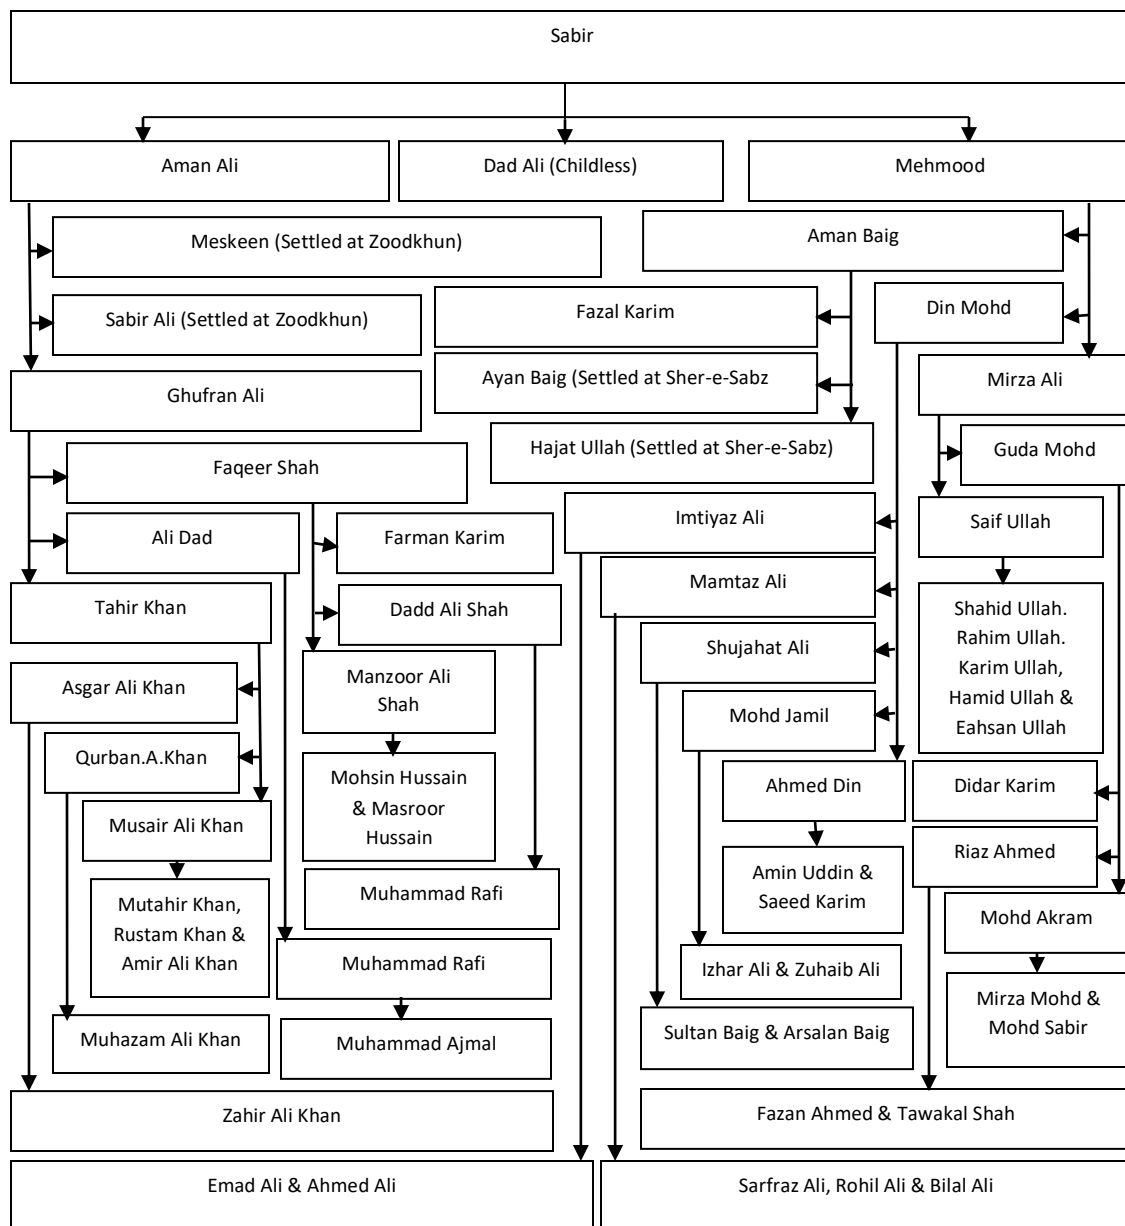 Sabir
Aman Ali
Dad Ali (Childless)
Mehmood
Meskeen (Settled at Zoodkhun)
Aman Baig
Sabir Ali (Settled at Zoodkhun)
Fazal Karim
Din Mohd
Ghufran Ali
Ayan Baig (Settled at Sher-e-Sabz
Mirza Ali
Faqeer Shah
Hajat Ullah (Settled at Sher-e-Sabz)
Guda Mohd
Ali Dad
Farman Karim
Imtiyaz Ali
Saif Ullah
Tahir Khan
Dadd Ali Shah
Mamtaz Ali
Shahid Ullah.
Rahim Ullah.
Karim Ullah,
Hamid Ullah &
Eahsan Ullah
Asgar Ali Khan
Manzoor Ali
Shah
Shujahat Ali
Mohd Jamil
Qurban.A.Khan
Mohsin Hussain
& Masroor
Hussain
Ahmed Din
Didar Karim
Musair Ali Khan
Riaz Ahmed
Mutahir Khan,
Rustam Khan &
Amir Ali Khan
Muhammad Rafi
Amin Uddin &
Saeed Karim
Mohd Akram
Muhammad Rafi
Izhar Ali & Zuhaib Ali
Mirza Mohd &
Mohd Sabir
Muhazam Ali Khan
Muhammad Ajmal
Sultan Baig & Arsalan Baig
Zahir Ali Khan
Fazan Ahmed & Tawakal Shah
Emad Ali & Ahmed Ali
Sarfraz Ali, Rohil Ali & Bilal Ali